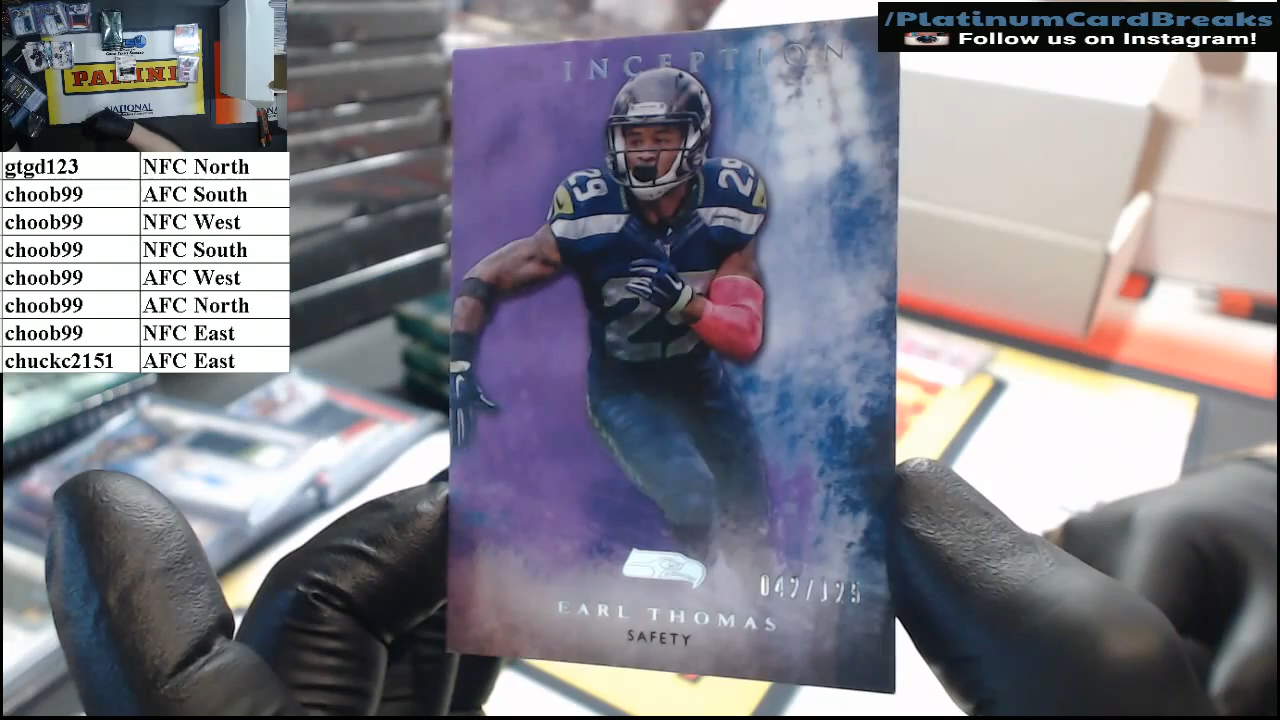 /PlatinumCardBreaks
Follow us on Instagram!
PANINI
NATIONAL
gtgd123 NFC North
choob99 AFC South
choob99 NFC West
choob99 NFC South
choob99 AFC West
choob99 AFC North
choob99 NFC East
chuckc2151 AFC East
INCEPTION
29
29
29
042/125
EARL THOMAS
SAFETY